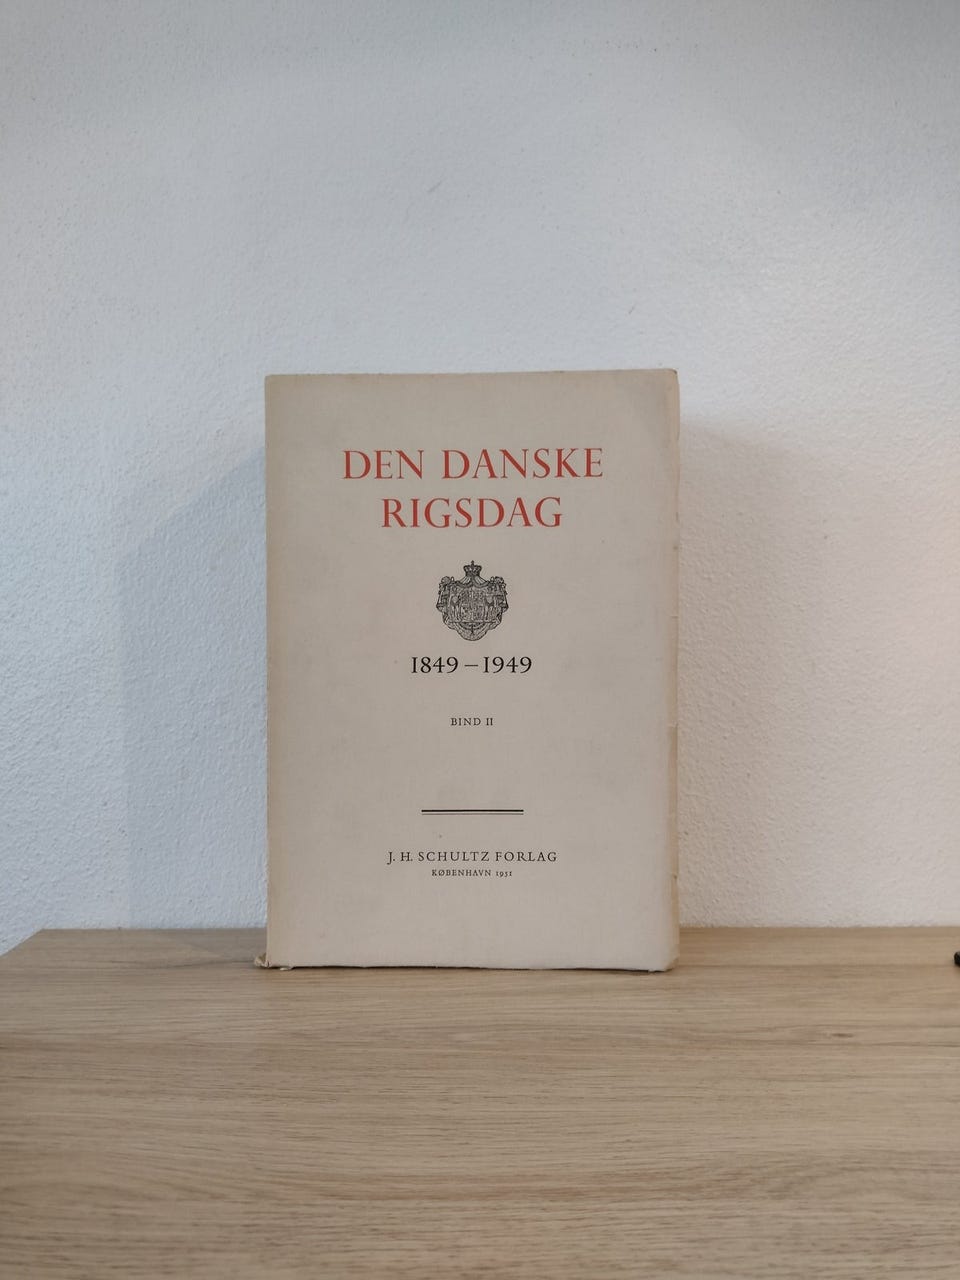 DEN DANSKE
RIGSDAG
1849 – 1949
BIND II
J. H. SCHULTZ FORLAG
KØBENHAVN 1951